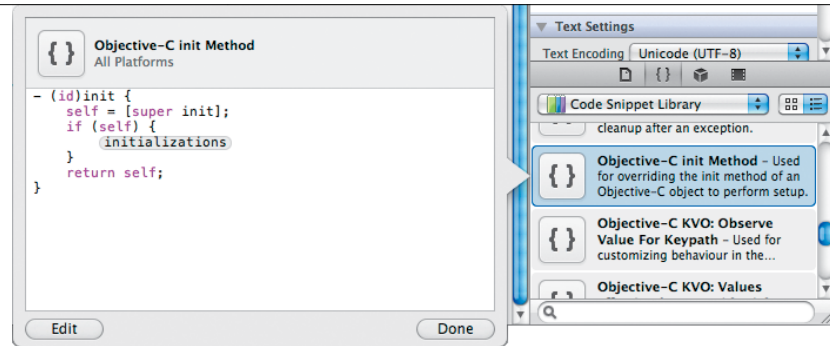 Objective-C init Method
All Platforms
- (id)init {
self = [super init];
if (self) {
initializations
}
return self;
}
Edit
Done
Text Settings
Text Encoding Unicode (UTF-8)
{}
Code Snippet Library
cleanup after an exception.
Objective-C init Method – Used
for overriding the init method of an
Objective-C object to perform setup.
Objective-C KVO: Observe
Value For Keypath – Used for
customizing behaviour in the...
Objective-C KVO: Values